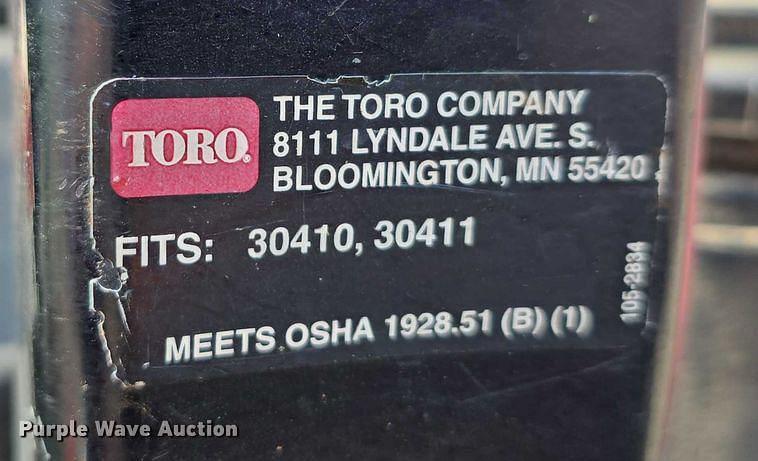 TORO®
THE TORO COMPANY
8111 LYNDALE AVE. S.
BLOOMINGTON, MN 55420
FITS: 30410, 30411
105-2834
MEETS OSHA 1928.51 (B) (1)
Purple Wave Auction